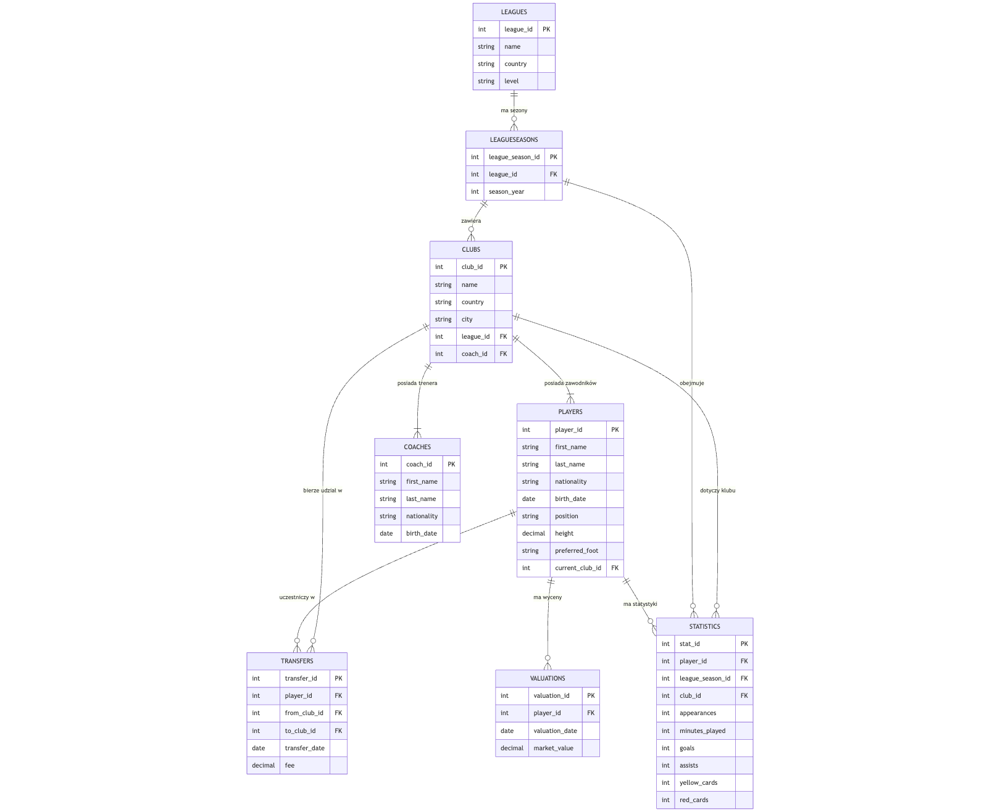 LEAGUES
int league_id PK
string name
string country
string level
ma sezony
LEAGUESEASONS
int league_season_id PK
int league_id FK
int season_year
zawiera
CLUBS
int club_id PK
string name
string country
string city
int league_id FK
int coach_id FK
posiada trenera
posiada zawodników
obejmuje
PLAYERS
int player_id PK
string first_name
string last_name
string nationality
date birth_date
string position
decimal height
string preferred_foot
int current_club_id FK
COACHES
int coach_id PK
string first_name
string last_name
string nationality
date birth_date
bierze udział w
dotyczy klubu
uczestniczy w
ma wyceny
ma statystyki
STATISTICS
int stat_id PK
int player_id FK
int league_season_id FK
int club_id FK
int appearances
int minutes_played
int goals
int assists
int yellow_cards
int red_cards
TRANSFERS
int transfer_id PK
int player_id FK
int from_club_id FK
int to_club_id FK
date transfer_date
decimal fee
VALUATIONS
int valuation_id PK
int player_id FK
date valuation_date
decimal market_value